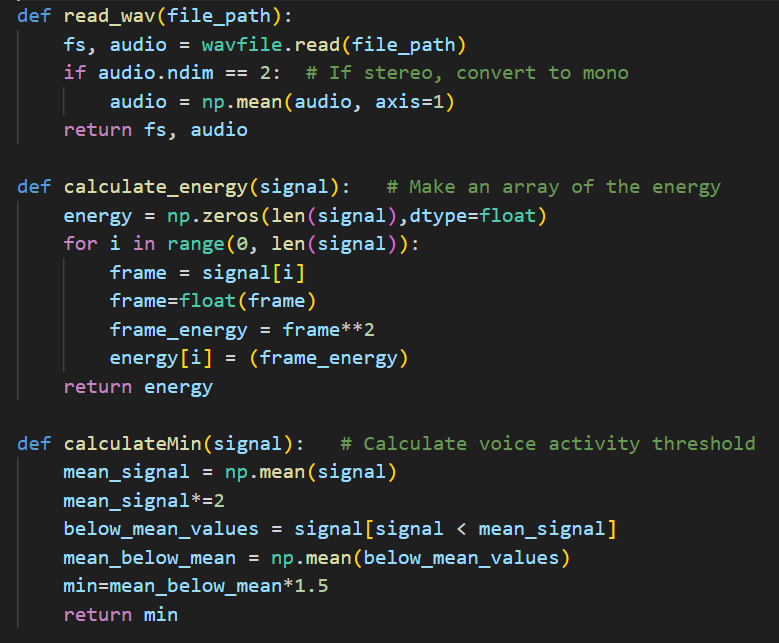 def read_wav(file_path):
    fs, audio = wavfile.read(file_path)
    if audio.ndim == 2:  # If stereo, convert to mono
        audio = np.mean(audio, axis=1)
    return fs, audio

def calculate_energy(signal):   # Make an array of the energy
    energy = np.zeros(len(signal),dtype=float)
    for i in range(0, len(signal)):
        frame = signal[i]
        frame=float(frame)
        frame_energy = frame**2
        energy[i] = (frame_energy)
    return energy

def calculateMin(signal):   # Calculate voice activity threshold
    mean_signal = np.mean(signal)
    mean_signal*=2
    below_mean_values = signal[signal < mean_signal]
    mean_below_mean = np.mean(below_mean_values)
    min=mean_below_mean*1.5
    return min